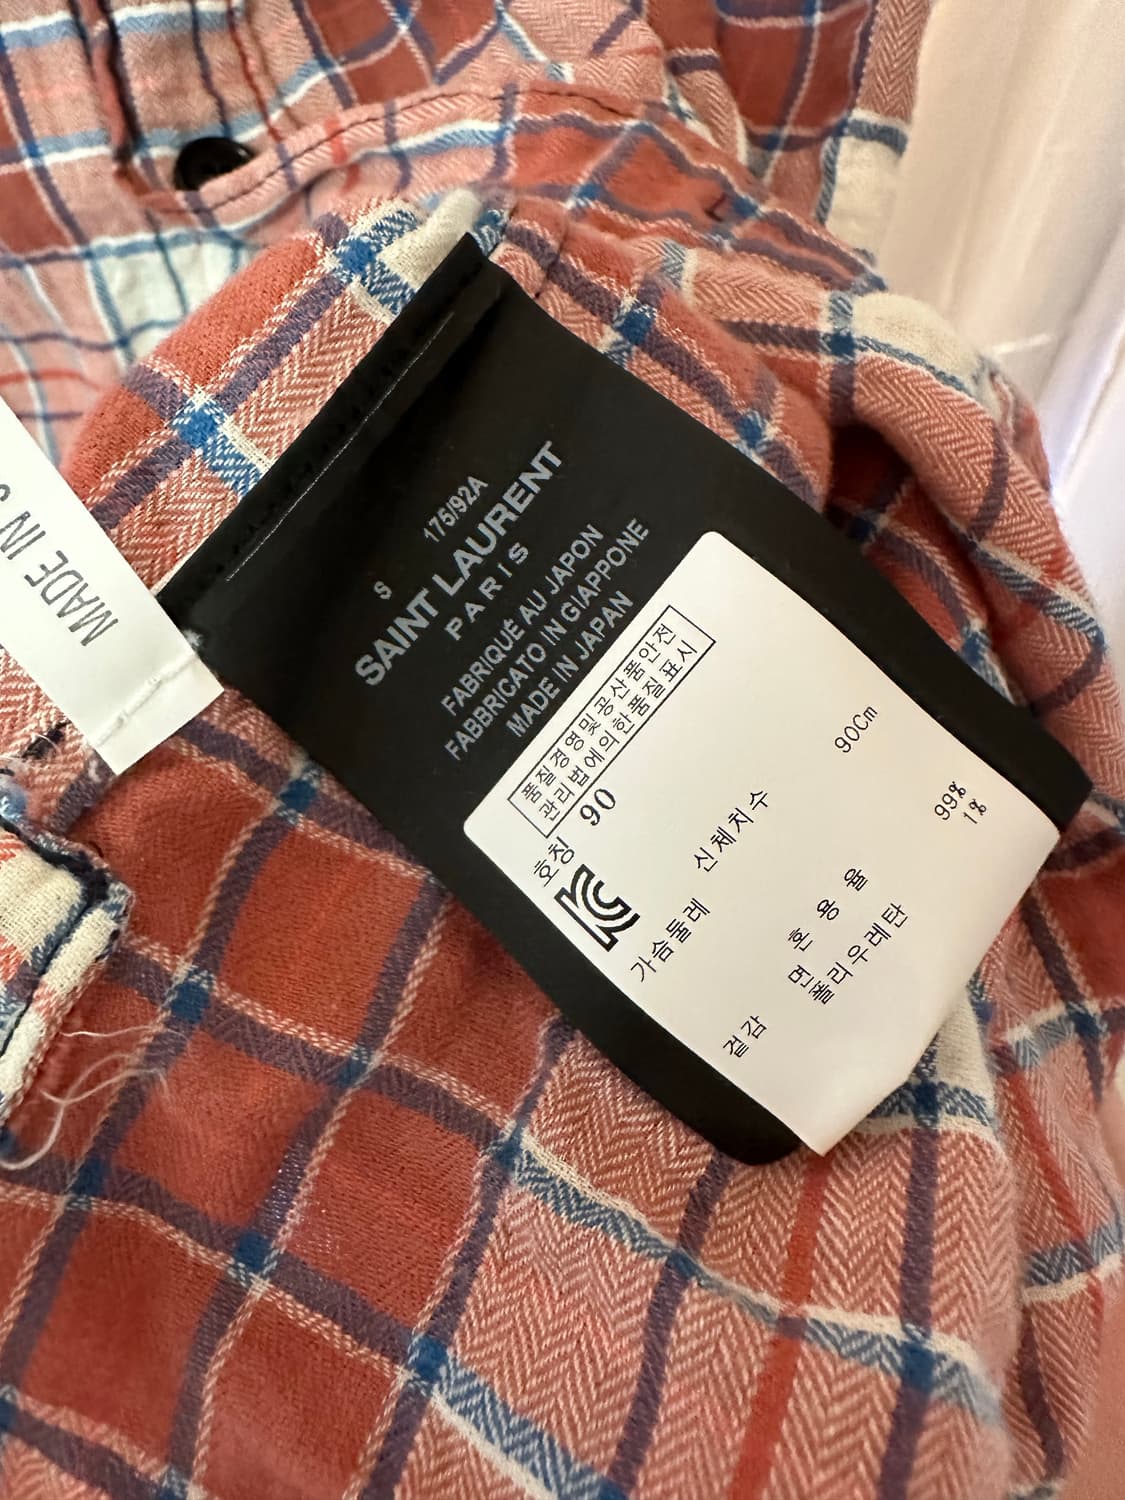 MADE IN
S 175/92A
SAINT LAURENT
PARIS
FABRIQUÉ AU JAPON
FABBRICATO IN GIAPPONE
MADE IN JAPAN
품질경영및공산품안전
관리법에의한품질표시
호칭 90
신체치수
가슴둘레 90Cm
혼용율
겉감 면 99%
폴리우레탄 1%